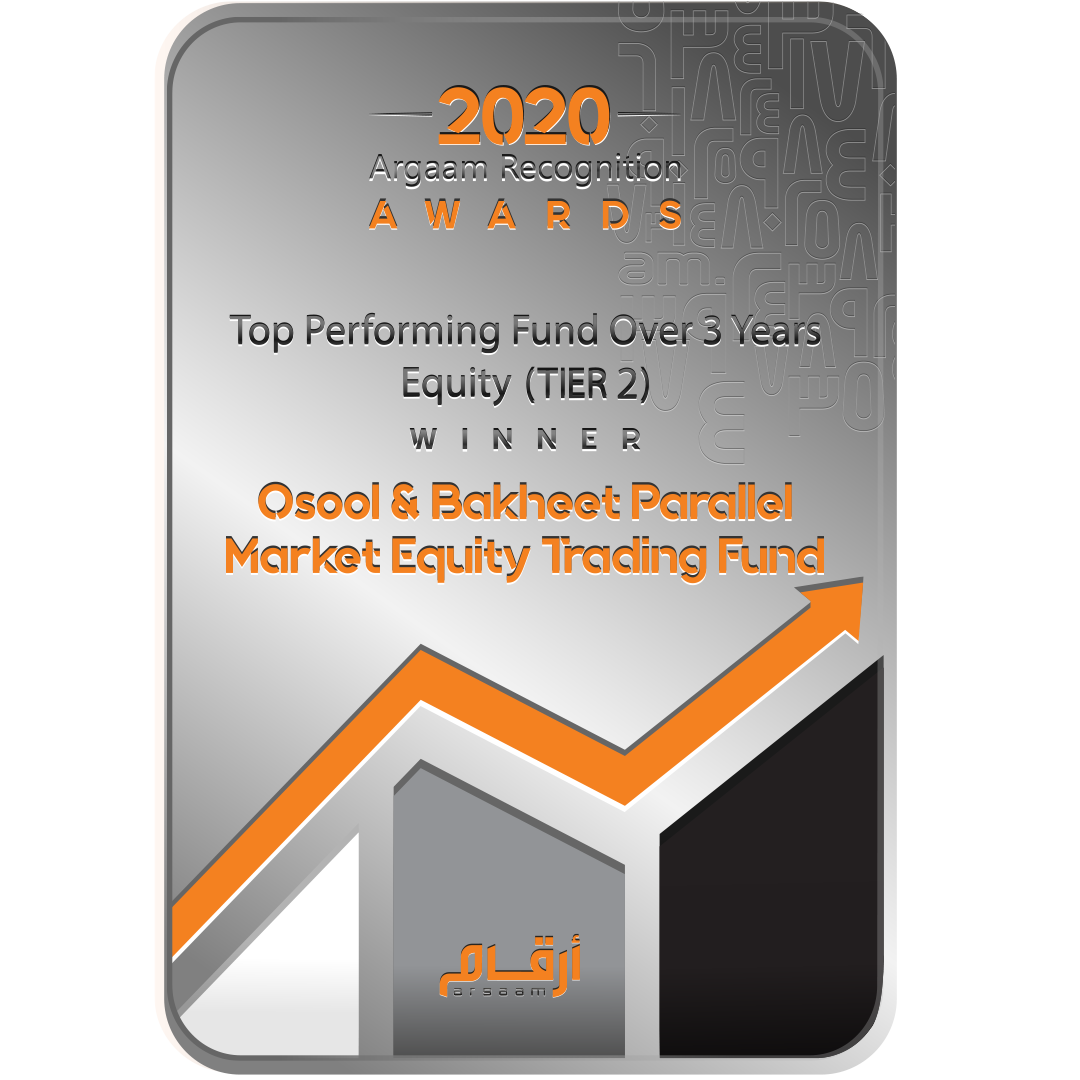 2020
Argaam Recognition
AWARDS
Top Performing Fund Over 3 Years
Equity (TIER 2)
WINNER
Osool & Bakheet Parallel
Market Equity Trading Fund
أرقام
argaam